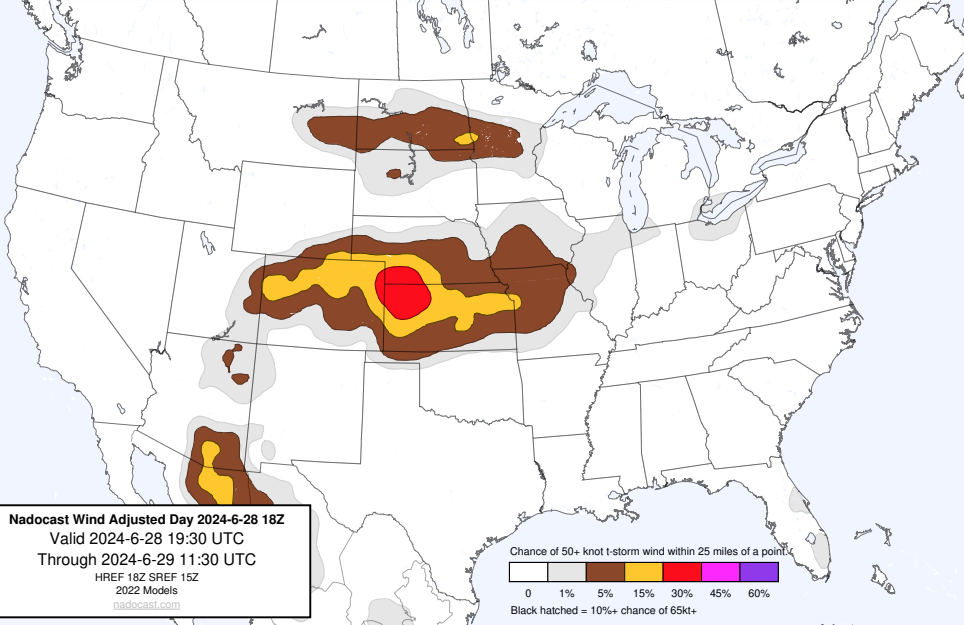 Nadocast Wind Adjusted Day 2024-6-28 18Z
Valid 2024-6-28 19:30 UTC
Through 2024-6-29 11:30 UTC
HREF 18Z SREF 15Z
2022 Models
nadocast.com
Chance of 50+ knot t-storm wind within 25 miles of a point.
0 1% 5% 15% 30% 45% 60%
Black hatched = 10%+ chance of 65kt+